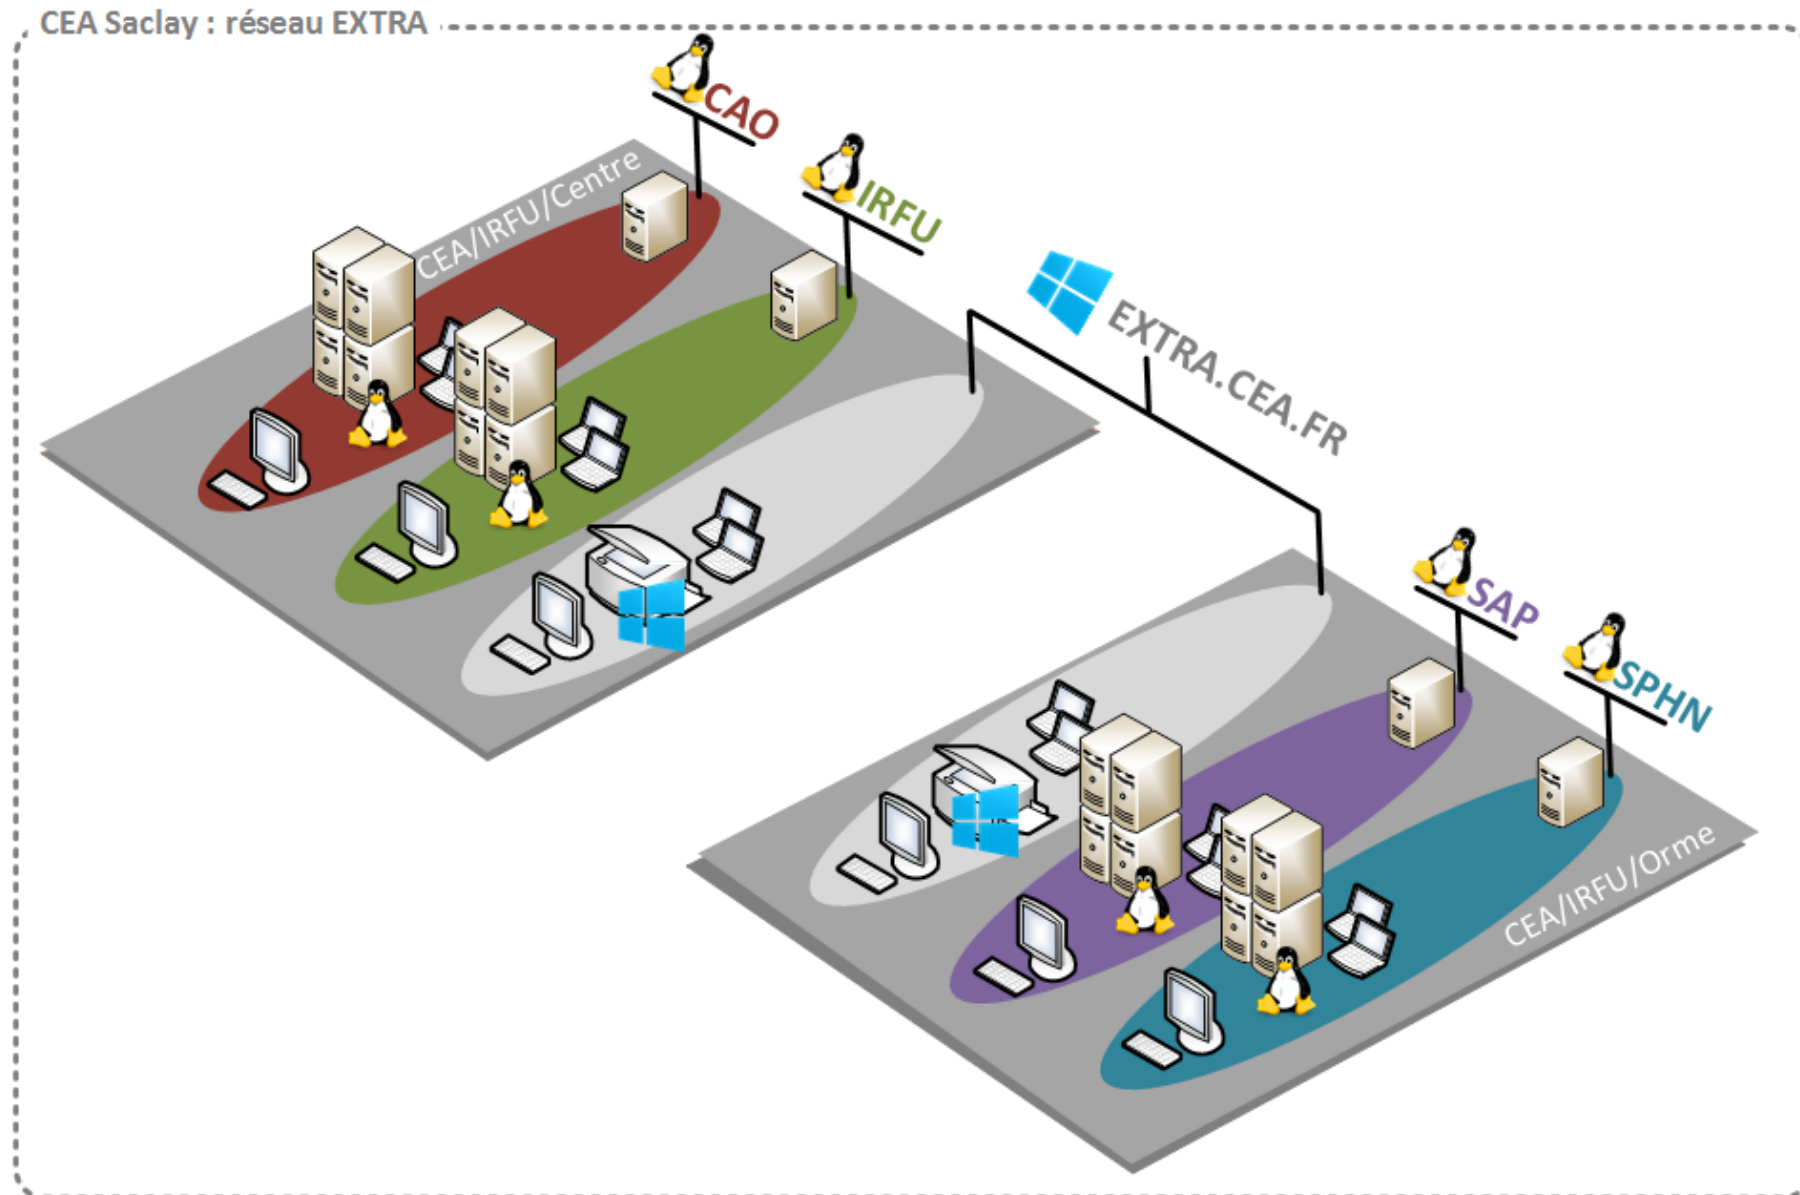 CEA Saclay : réseau EXTRA
CAO
CEA/IRFU/Centre
IRFU
EXTRA.CEA.FR
SAP
SPHN
CEA/IRFU/Orme